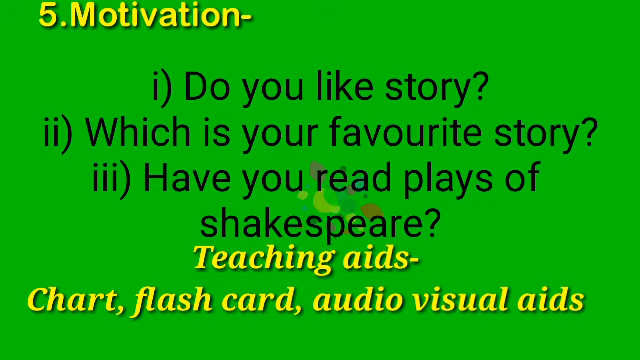 5.Motivation-
i) Do you like story?
ii) Which is your favourite story?
iii) Have you read plays of
shakespeare?
Teaching aids-
Chart, flash card, audio visual aids